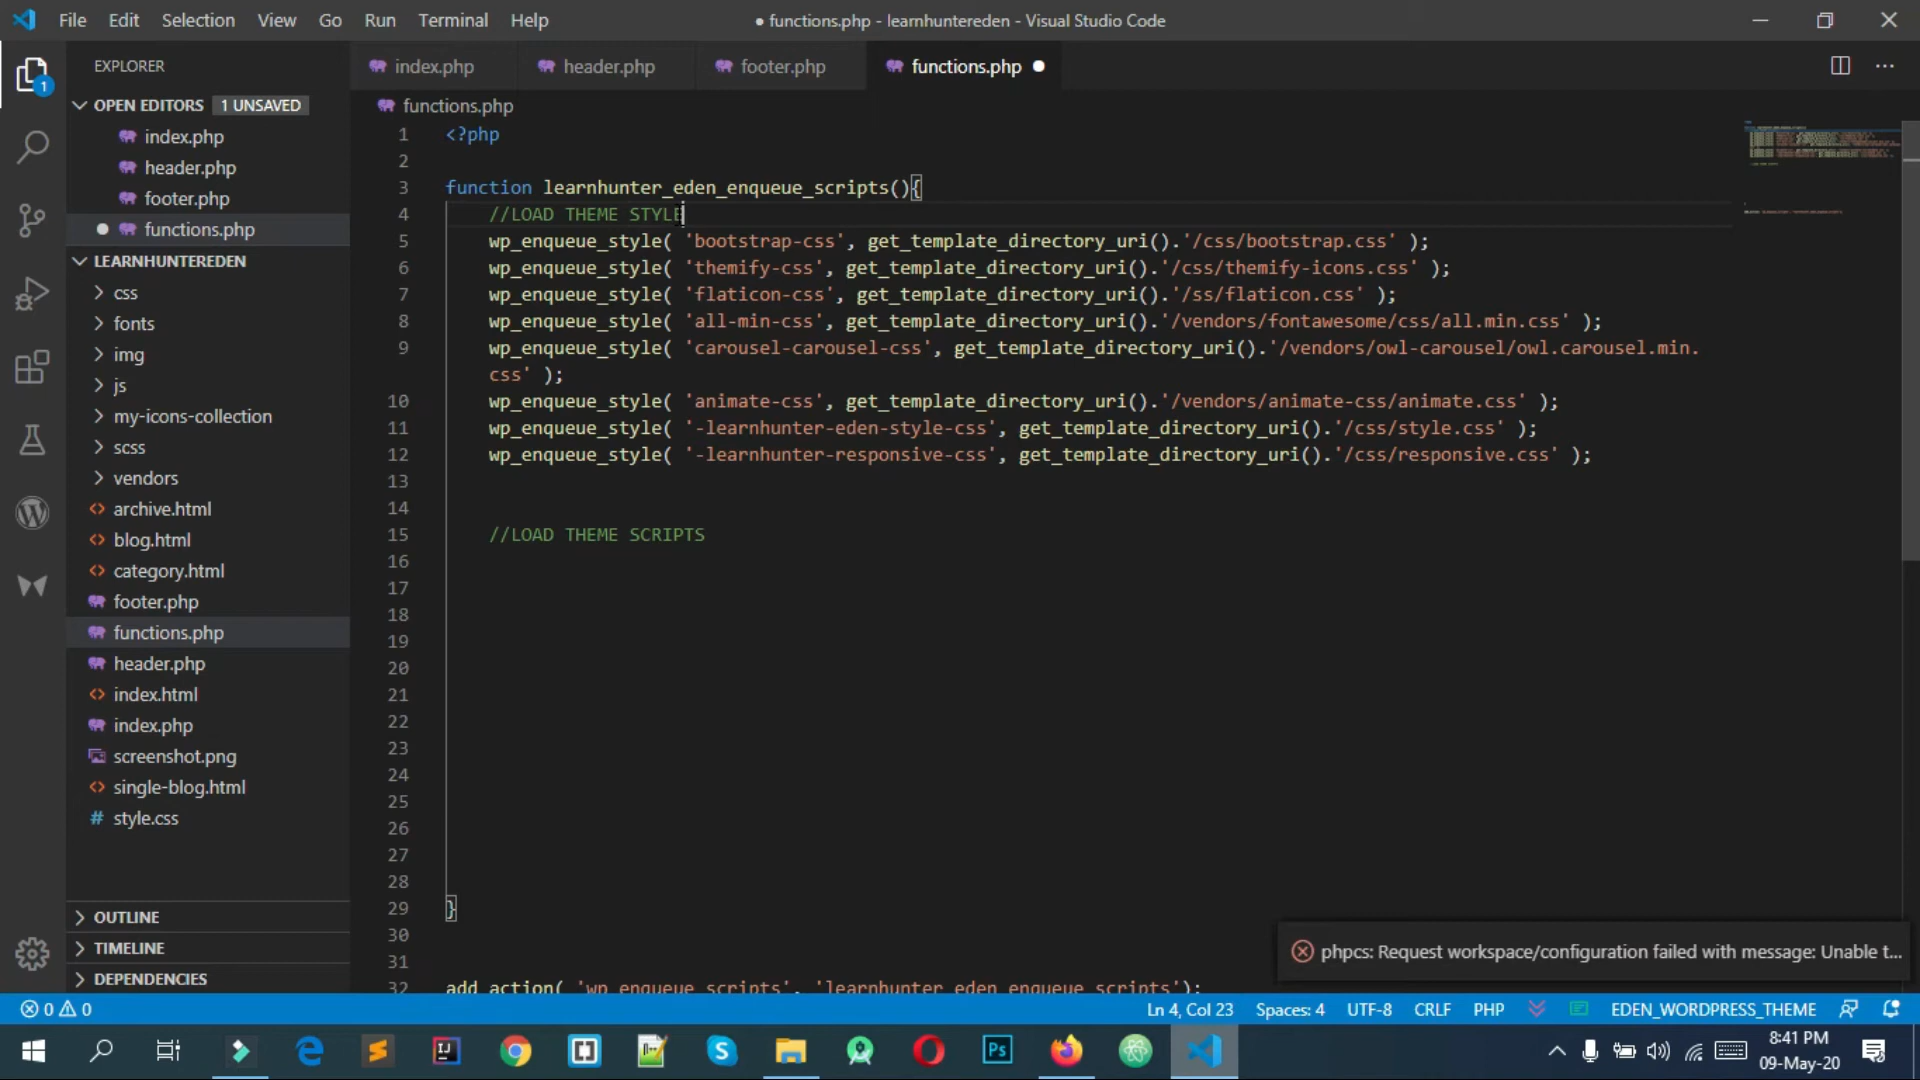 File Edit Selection View Go Run Terminal Help
● functions.php - learnhuntereden - Visual Studio Code
EXPLORER
OPEN EDITORS 1 UNSAVED
index.php
header.php
footer.php
functions.php
LEARNHUNTEREDEN
css
fonts
img
js
my-icons-collection
scss
vendors
archive.html
blog.html
category.html
footer.php
functions.php
header.php
index.html
index.php
screenshot.png
single-blog.html
style.css
OUTLINE
TIMELINE
DEPENDENCIES
1
index.php header.php footer.php functions.php
functions.php
1 <?php
2
3 function learnhunter_eden_enqueue_scripts(){
4 //LOAD THEME STYLE
5 wp_enqueue_style( 'bootstrap-css', get_template_directory_uri().'/css/bootstrap.css' );
6 wp_enqueue_style( 'themify-css', get_template_directory_uri().'/css/themify-icons.css' );
7 wp_enqueue_style( 'flaticon-css', get_template_directory_uri().'/ss/flaticon.css' );
8 wp_enqueue_style( 'all-min-css', get_template_directory_uri().'/vendors/fontawesome/css/all.min.css' );
9 wp_enqueue_style( 'carousel-carousel-css', get_template_directory_uri().'/vendors/owl-carousel/owl.carousel.min.
css' );
10 wp_enqueue_style( 'animate-css', get_template_directory_uri().'/vendors/animate-css/animate.css' );
11 wp_enqueue_style( '-learnhunter-eden-style-css', get_template_directory_uri().'/css/style.css' );
12 wp_enqueue_style( '-learnhunter-responsive-css', get_template_directory_uri().'/css/responsive.css' );
13
14
15 //LOAD THEME SCRIPTS
16
17
18
19
20
21
22
23
24
25
26
27
28
29 }
30
31
32 add_action( 'wp_enqueue_scripts', 'learnhunter_eden_enqueue_scripts');
phpcs: Request workspace/configuration failed with message: Unable t...
0 0
Ln 4, Col 23 Spaces: 4 UTF-8 CRLF PHP EDEN_WORDPRESS_THEME
8:41 PM
09-May-20